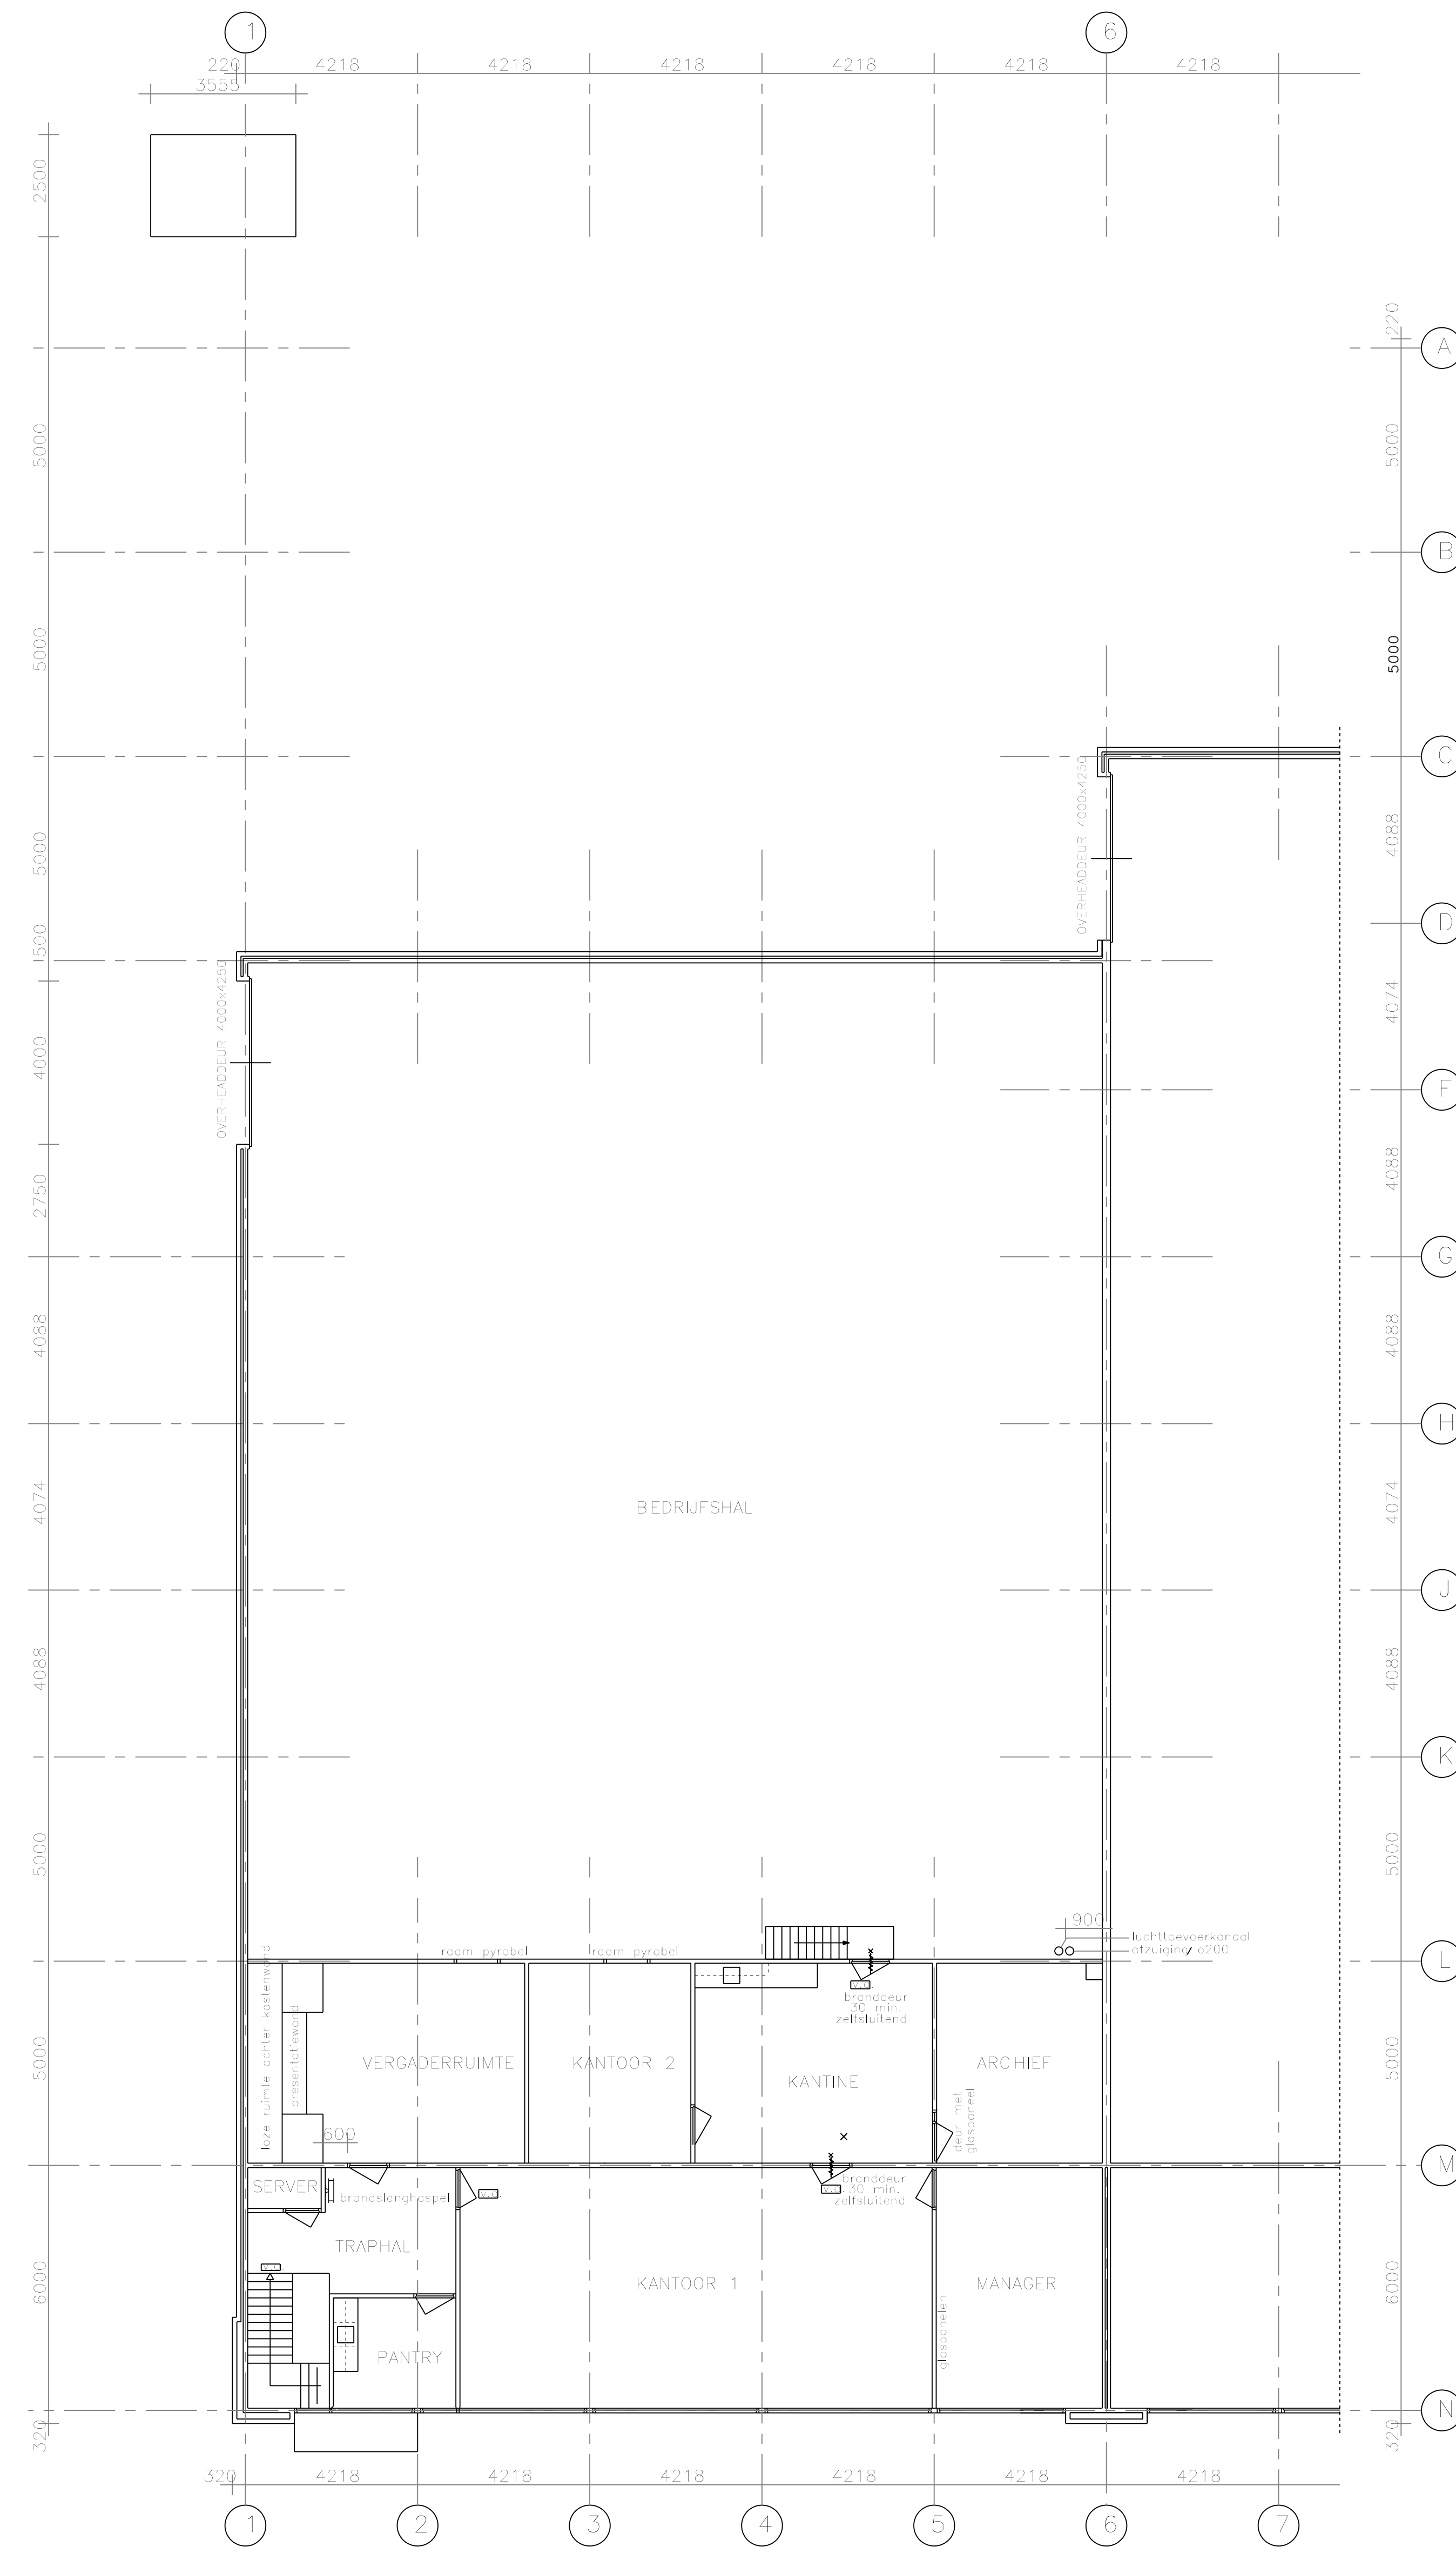 1
6
220
4218
4218
4218
4218
4218
4218
3555
2500
220
A
5000
5000
B
5000
5000
C
OVERHEADDEUR 4000x4250
5000
4088
D
500
OVERHEADDEUR 4000x4250
4074
4000
F
2750
4088
G
4088
4088
H
BEDRIJFSHAL
4074
4074
J
4088
4088
K
5000
5000
900
luchttoevoerkanaal
afzuiging ø200
raam pyrobel
raam pyrobel
L
v.d.
branddeur
30 min.
zelfsluitend
loze ruimte achter kastenwand
presentatiewand
5000
VERGADERRUIMTE
KANTOOR 2
KANTINE
ARCHIEF
5000
deur met
glaspaneel
600
M
SERVER
brandslanghaspel
v.d.
v.d.
branddeur
30 min.
zelfsluitend
TRAPHAL
v.d.
6000
KANTOOR 1
MANAGER
6000
glaspanelen
PANTRY
N
320
320
320
4218
4218
4218
4218
4218
4218
1
2
3
4
5
6
7